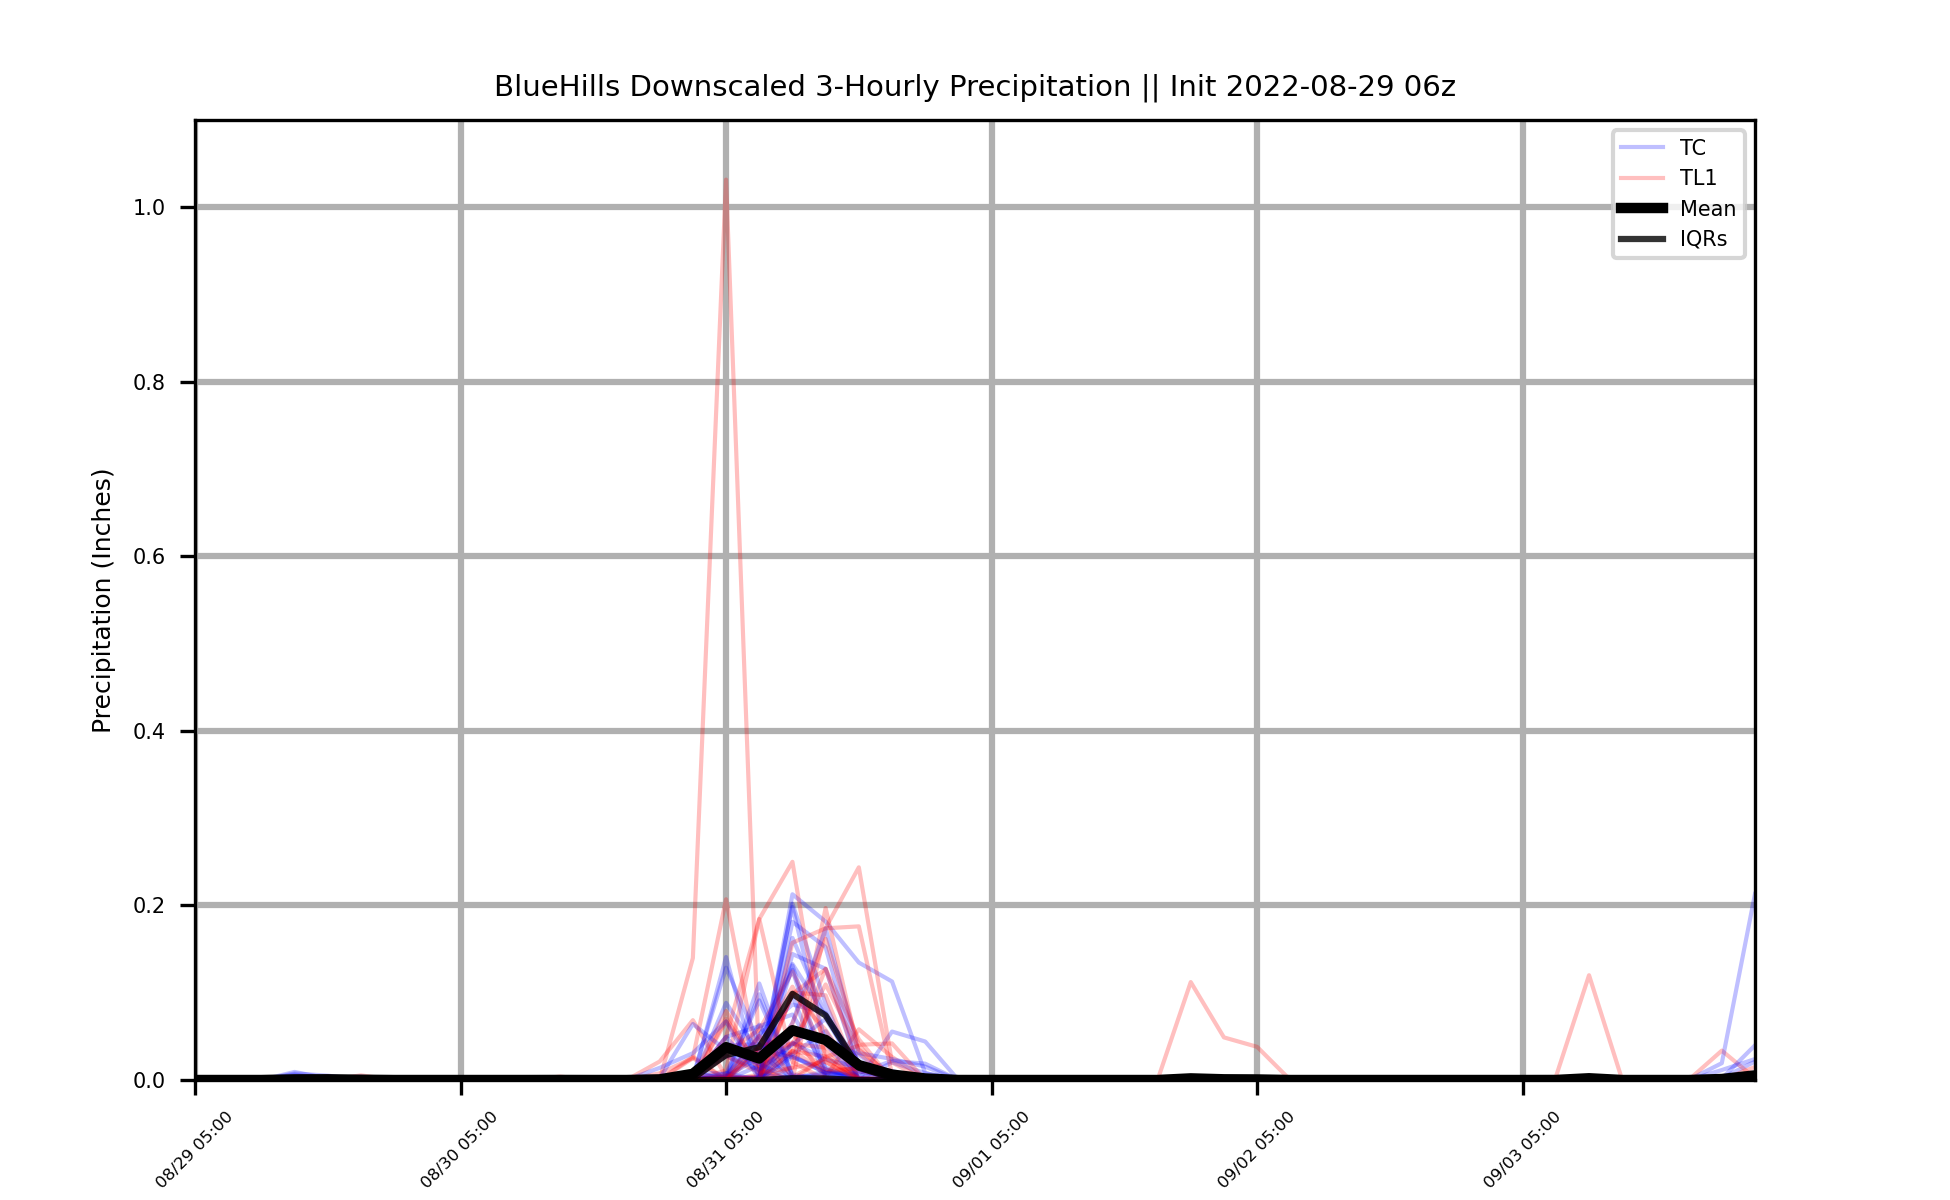 BlueHills Downscaled 3-Hourly Precipitation || Init 2022-08-29 06z
TC
TL1
Mean
IQRs
Precipitation (Inches)
1.0
0.8
0.6
0.4
0.2
0.0
08/29 05:00
08/30 05:00
08/31 05:00
09/01 05:00
09/02 05:00
09/03 05:00